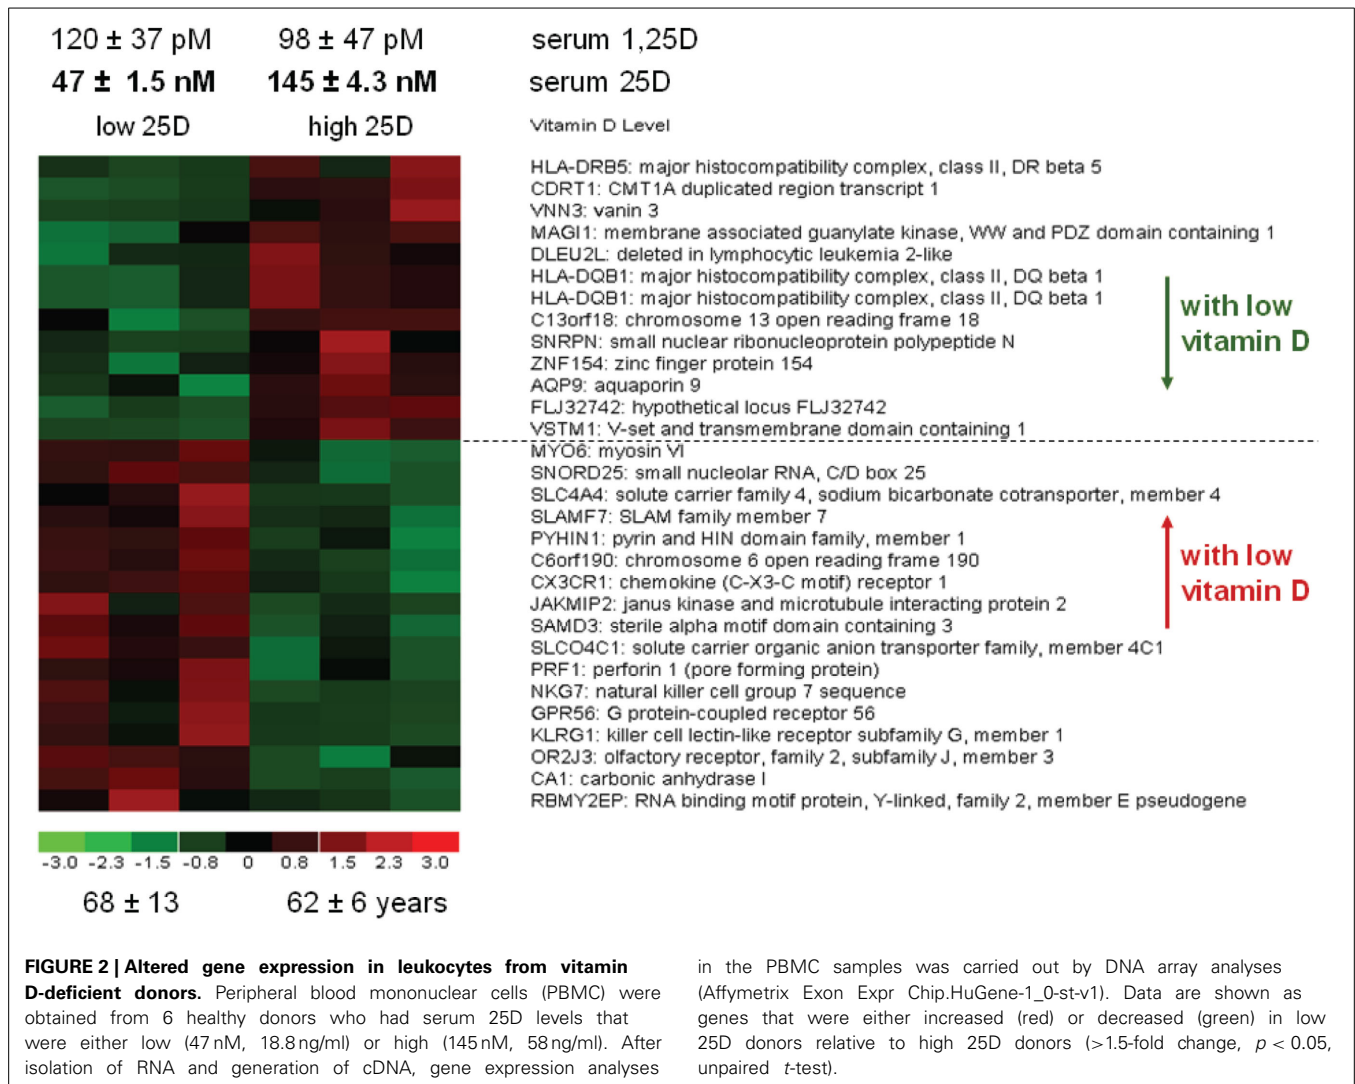 120 ± 37 pM 98 ± 47 pM serum 1,25D
47 ± 1.5 nM 145 ± 4.3 nM serum 25D
low 25D high 25D Vitamin D Level
HLA-DRB5: major histocompatibility complex, class II, DR beta 5
CDRT1: CMT1A duplicated region transcript 1
VNN3: vanin 3
MAGI1: membrane associated guanylate kinase, WW and PDZ domain containing 1
DLEU2L: deleted in lymphocytic leukemia 2-like
HLA-DQB1: major histocompatibility complex, class II, DQ beta 1
HLA-DQB1: major histocompatibility complex, class II, DQ beta 1
C13orf18: chromosome 13 open reading frame 18
SNRPN: small nuclear ribonucleoprotein polypeptide N
ZNF154: zinc finger protein 154
AQP9: aquaporin 9
FLJ32742: hypothetical locus FLJ32742
VSTM1: V-set and transmembrane domain containing 1
with low
vitamin D
MYO6: myosin VI
SNORD25: small nucleolar RNA, C/D box 25
SLC4A4: solute carrier family 4, sodium bicarbonate cotransporter, member 4
SLAMF7: SLAM family member 7
PYHIN1: pyrin and HIN domain family, member 1
C6orf190: chromosome 6 open reading frame 190
CX3CR1: chemokine (C-X3-C motif) receptor 1
JAKMIP2: janus kinase and microtubule interacting protein 2
SAMD3: sterile alpha motif domain containing 3
SLCO4C1: solute carrier organic anion transporter family, member 4C1
PRF1: perforin 1 (pore forming protein)
NKG7: natural killer cell group 7 sequence
GPR56: G protein-coupled receptor 56
KLRG1: killer cell lectin-like receptor subfamily G, member 1
OR2J3: olfactory receptor, family 2, subfamily J, member 3
CA1: carbonic anhydrase I
RBMY2EP: RNA binding motif protein, Y-linked, family 2, member E pseudogene
with low
vitamin D
-3.0 -2.3 -1.5 -0.8 0 0.8 1.5 2.3 3.0
68 ± 13 62 ± 6 years
FIGURE 2 | Altered gene expression in leukocytes from vitamin
D-deficient donors. Peripheral blood mononuclear cells (PBMC) were
obtained from 6 healthy donors who had serum 25D levels that
were either low (47 nM, 18.8 ng/ml) or high (145 nM, 58 ng/ml). After
isolation of RNA and generation of cDNA, gene expression analyses
in the PBMC samples was carried out by DNA array analyses
(Affymetrix Exon Expr Chip.HuGene-1_0-st-v1). Data are shown as
genes that were either increased (red) or decreased (green) in low
25D donors relative to high 25D donors (>1.5-fold change, p < 0.05,
unpaired t-test).